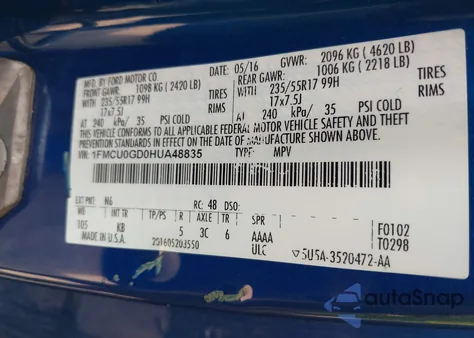 MFD. BY FORD MOTOR CO.
05/16 GVWR: 2096 KG (4620 LB)
FRONT GAWR: 1098 KG (2420 LB)
REAR GAWR: 1006 KG (2218 LB)
WITH 235/55R17 99H TIRES
17x7.5J RIMS
AT 240 kPa/ 35 PSI COLD
WITH 235/55R17 99H TIRES
17x7.5J RIMS
AT 240 kPa/ 35 PSI COLD
THIS VEHICLE CONFORMS TO ALL APPLICABLE FEDERAL MOTOR VEHICLE SAFETY AND THEFT PREVENTION STANDARDS IN EFFECT ON THE DATE OF MANUFACTURE SHOWN ABOVE.
VIN: 1FMCU0GD0HUA48835
TYPE: MPV
EXT PNT: N6 RC: 48 DSO:
WB INT TR TP/PS R AXLE TR SPR
105 KB 5 3C 6 AAAA
MADE IN U.S.A. ULC
F0102
T0298
201605203550
5U5A-3520472-AA
autoSnap